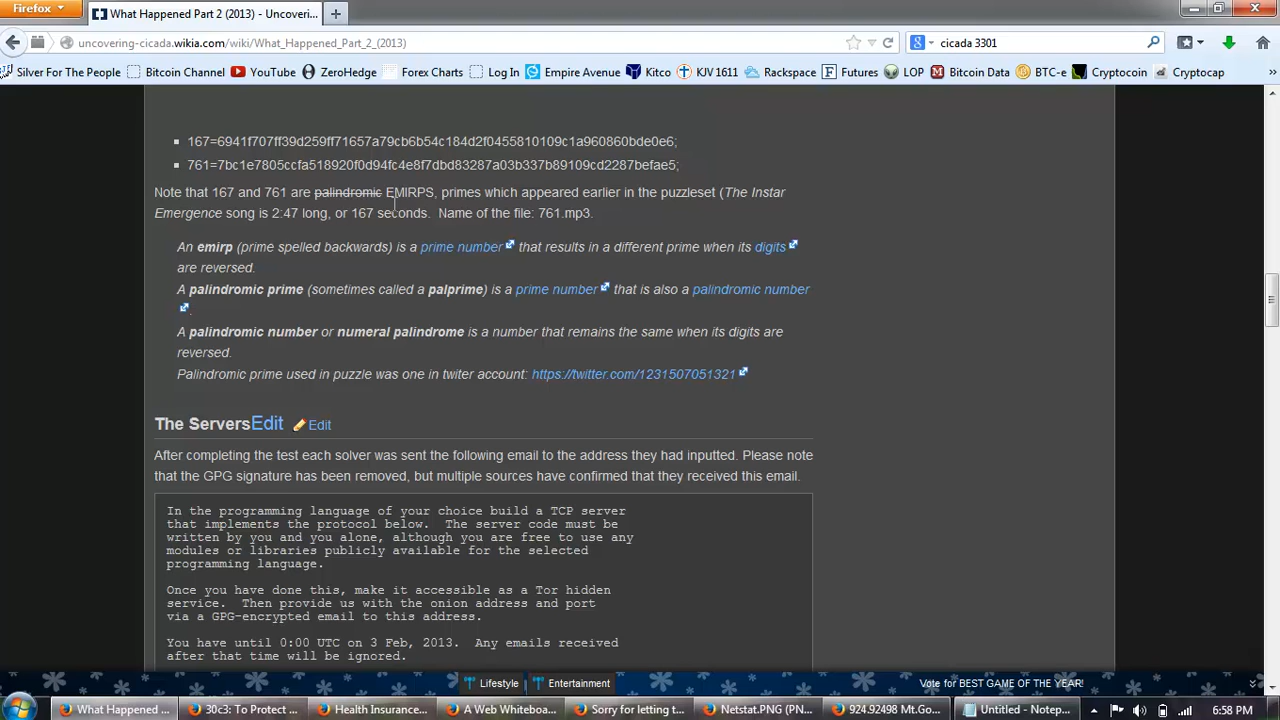 Firefox
What Happened Part 2 (2013) - Uncoveri...
uncovering-cicada.wikia.com/wiki/What_Happened_Part_2_(2013)
cicada 3301
Silver For The People Bitcoin Channel YouTube ZeroHedge Forex Charts Log In Empire Avenue Kitco KJV 1611 Rackspace Futures LOP Bitcoin Data BTC-e Cryptocoin Cryptocap
167=6941f707ff39d259ff71657a79cb6b54c184d2f0455810109c1a960860bde0e6;
761=7bc1e7805ccfa518920f0d94fc4e8f7dbd83287a03b337b89109cd2287befae5;
Note that 167 and 761 are palindromic EMIRPS, primes which appeared earlier in the puzzleset (The Instar
Emergence song is 2:47 long, or 167 seconds. Name of the file: 761.mp3.
An emirp (prime spelled backwards) is a prime number that results in a different prime when its digits
are reversed.
A palindromic prime (sometimes called a palprime) is a prime number that is also a palindromic number
.
A palindromic number or numeral palindrome is a number that remains the same when its digits are
reversed.
Palindromic prime used in puzzle was one in twiter account: https://twitter.com/1231507051321
The ServersEdit Edit
After completing the test each solver was sent the following email to the address they had inputted. Please note
that the GPG signature has been removed, but multiple sources have confirmed that they received this email.
In the programming language of your choice build a TCP server
that implements the protocol below. The server code must be
written by you and you alone, although you are free to use any
modules or libraries publicly available for the selected
programming language.
Once you have done this, make it accessible as a Tor hidden
service. Then provide us with the onion address and port
via a GPG-encrypted email to this address.
You have until 0:00 UTC on 3 Feb, 2013. Any emails received
after that time will be ignored.
Lifestyle Entertainment Vote for BEST GAME OF THE YEAR!
What Happened ... 30c3: To Protect ... Health Insurance... A Web Whiteboa... Sorry for letting t... Netstat.PNG (PN... 924.92498 Mt.Go... Untitled - Notep... 6:58 PM